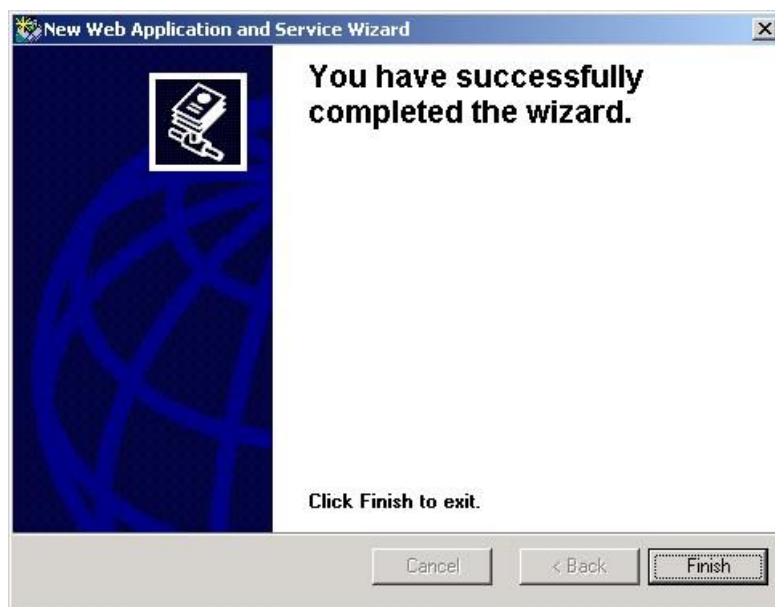 New Web Application and Service Wizard
You have successfully
completed the wizard.
Click Finish to exit.
Cancel
< Back
Finish